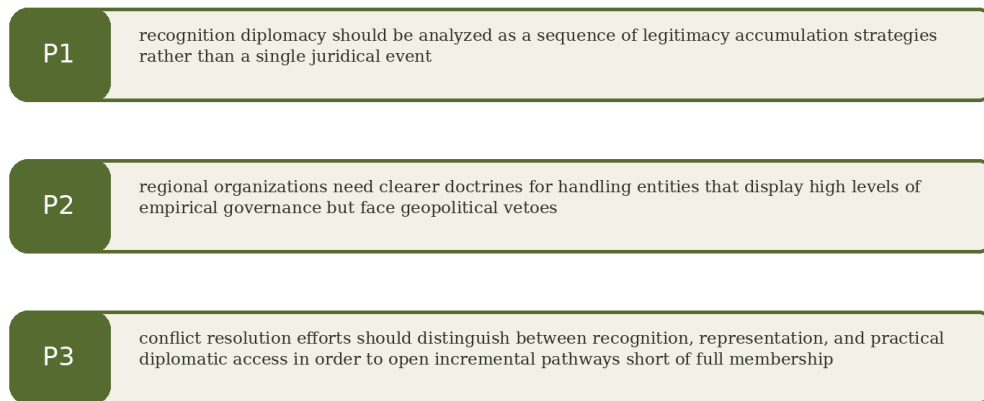 P1
recognition diplomacy should be analyzed as a sequence of legitimacy accumulation strategies
rather than a single juridical event
P2
regional organizations need clearer doctrines for handling entities that display high levels of
empirical governance but face geopolitical vetoes
P3
conflict resolution efforts should distinguish between recognition, representation, and practical
diplomatic access in order to open incremental pathways short of full membership